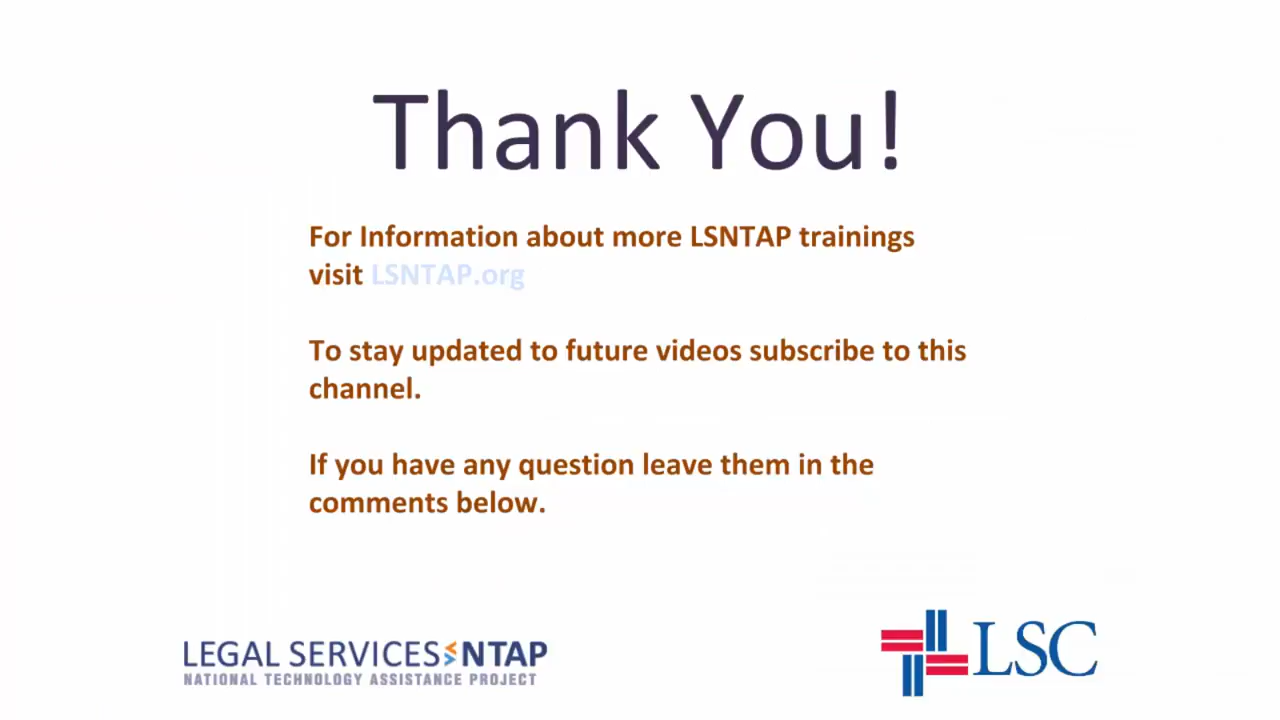 Thank You!
For Information about more LSNTAP trainings
visit LSNTAP.org
To stay updated to future videos subscribe to this
channel.
If you have any question leave them in the
comments below.
LEGAL SERVICES NTAP
NATIONAL TECHNOLOGY ASSISTANCE PROJECT
LSC